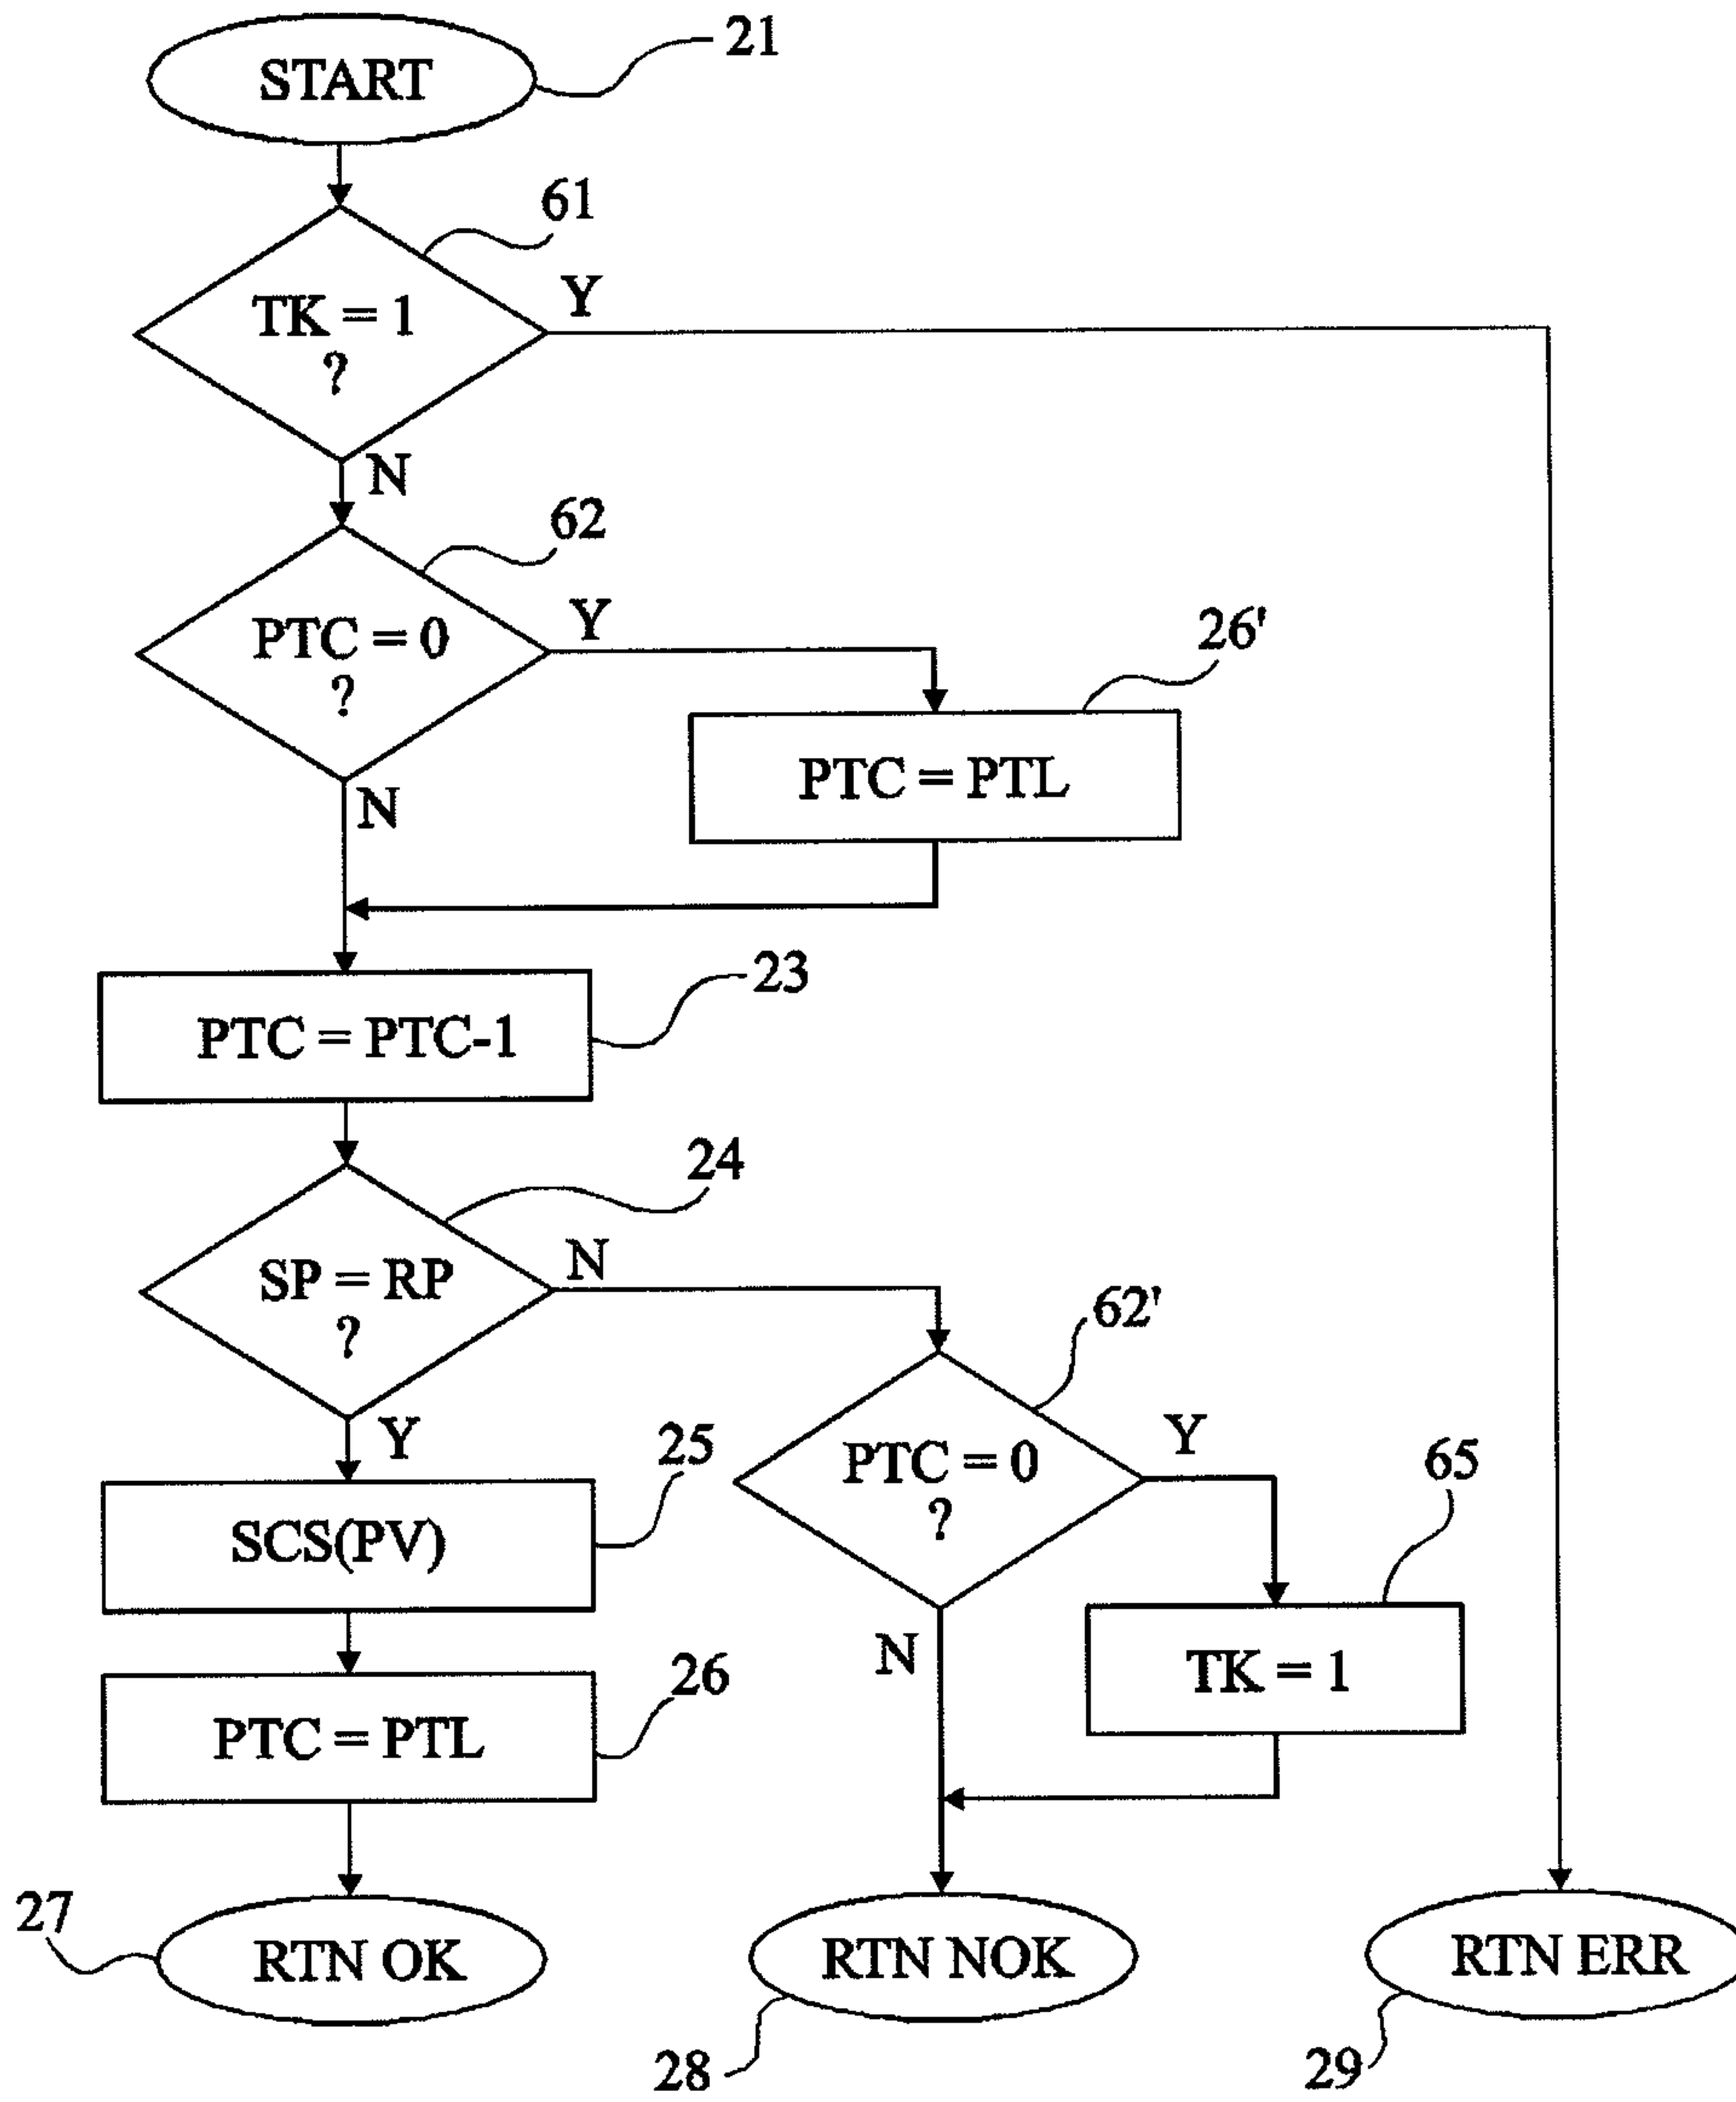 START
21
61
TK = 1
?
Y
N
62
PTC = 0
?
Y
26'
PTC = PTL
N
23
PTC = PTC-1
24
SP = RP
?
N
62'
Y
PTC = 0
?
Y
25
65
SCS(PV)
N
TK = 1
26
PTC = PTL
27
RTN OK
RTN NOK
RTN ERR
28
29